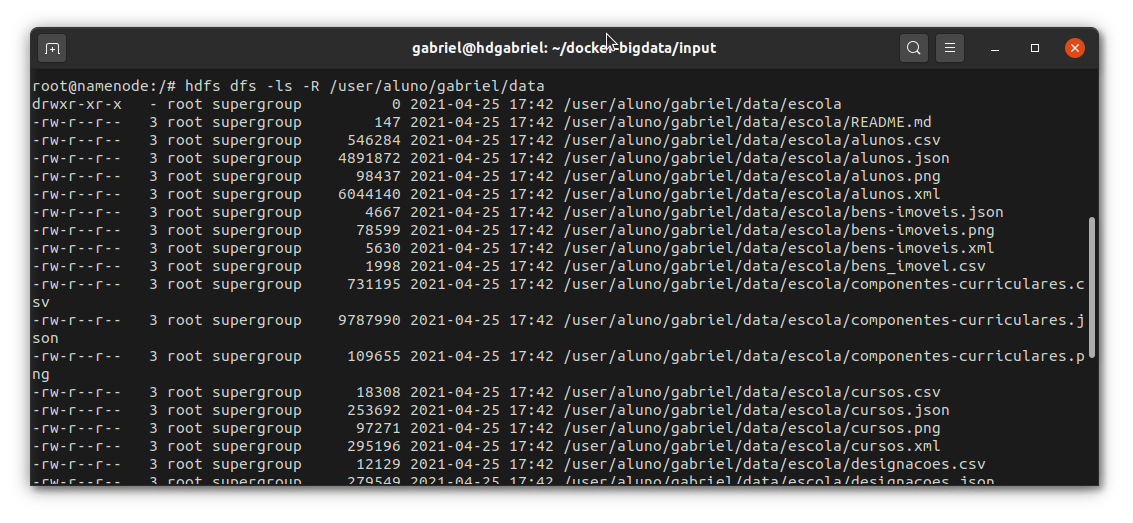 gabriel@hdgabriel: ~/docker-bigdata/input
root@namenode:/# hdfs dfs -ls -R /user/aluno/gabriel/data
drwxr-xr-x   - root supergroup          0 2021-04-25 17:42 /user/aluno/gabriel/data/escola
-rw-r--r--   3 root supergroup        147 2021-04-25 17:42 /user/aluno/gabriel/data/escola/README.md
-rw-r--r--   3 root supergroup     546284 2021-04-25 17:42 /user/aluno/gabriel/data/escola/alunos.csv
-rw-r--r--   3 root supergroup    4891872 2021-04-25 17:42 /user/aluno/gabriel/data/escola/alunos.json
-rw-r--r--   3 root supergroup      98437 2021-04-25 17:42 /user/aluno/gabriel/data/escola/alunos.png
-rw-r--r--   3 root supergroup    6044140 2021-04-25 17:42 /user/aluno/gabriel/data/escola/alunos.xml
-rw-r--r--   3 root supergroup       4667 2021-04-25 17:42 /user/aluno/gabriel/data/escola/bens-imoveis.json
-rw-r--r--   3 root supergroup      78599 2021-04-25 17:42 /user/aluno/gabriel/data/escola/bens-imoveis.png
-rw-r--r--   3 root supergroup       5630 2021-04-25 17:42 /user/aluno/gabriel/data/escola/bens-imoveis.xml
-rw-r--r--   3 root supergroup       1998 2021-04-25 17:42 /user/aluno/gabriel/data/escola/bens_imovel.csv
-rw-r--r--   3 root supergroup     731195 2021-04-25 17:42 /user/aluno/gabriel/data/escola/componentes-curriculares.c
sv
-rw-r--r--   3 root supergroup    9787990 2021-04-25 17:42 /user/aluno/gabriel/data/escola/componentes-curriculares.j
son
-rw-r--r--   3 root supergroup     109655 2021-04-25 17:42 /user/aluno/gabriel/data/escola/componentes-curriculares.p
ng
-rw-r--r--   3 root supergroup      18308 2021-04-25 17:42 /user/aluno/gabriel/data/escola/cursos.csv
-rw-r--r--   3 root supergroup     253692 2021-04-25 17:42 /user/aluno/gabriel/data/escola/cursos.json
-rw-r--r--   3 root supergroup      97271 2021-04-25 17:42 /user/aluno/gabriel/data/escola/cursos.png
-rw-r--r--   3 root supergroup     295196 2021-04-25 17:42 /user/aluno/gabriel/data/escola/cursos.xml
-rw-r--r--   3 root supergroup      12129 2021-04-25 17:42 /user/aluno/gabriel/data/escola/designacoes.csv
-rw-r--r--   3 root supergroup     279549 2021-04-25 17:42 /user/aluno/gabriel/data/escola/designacoes.json